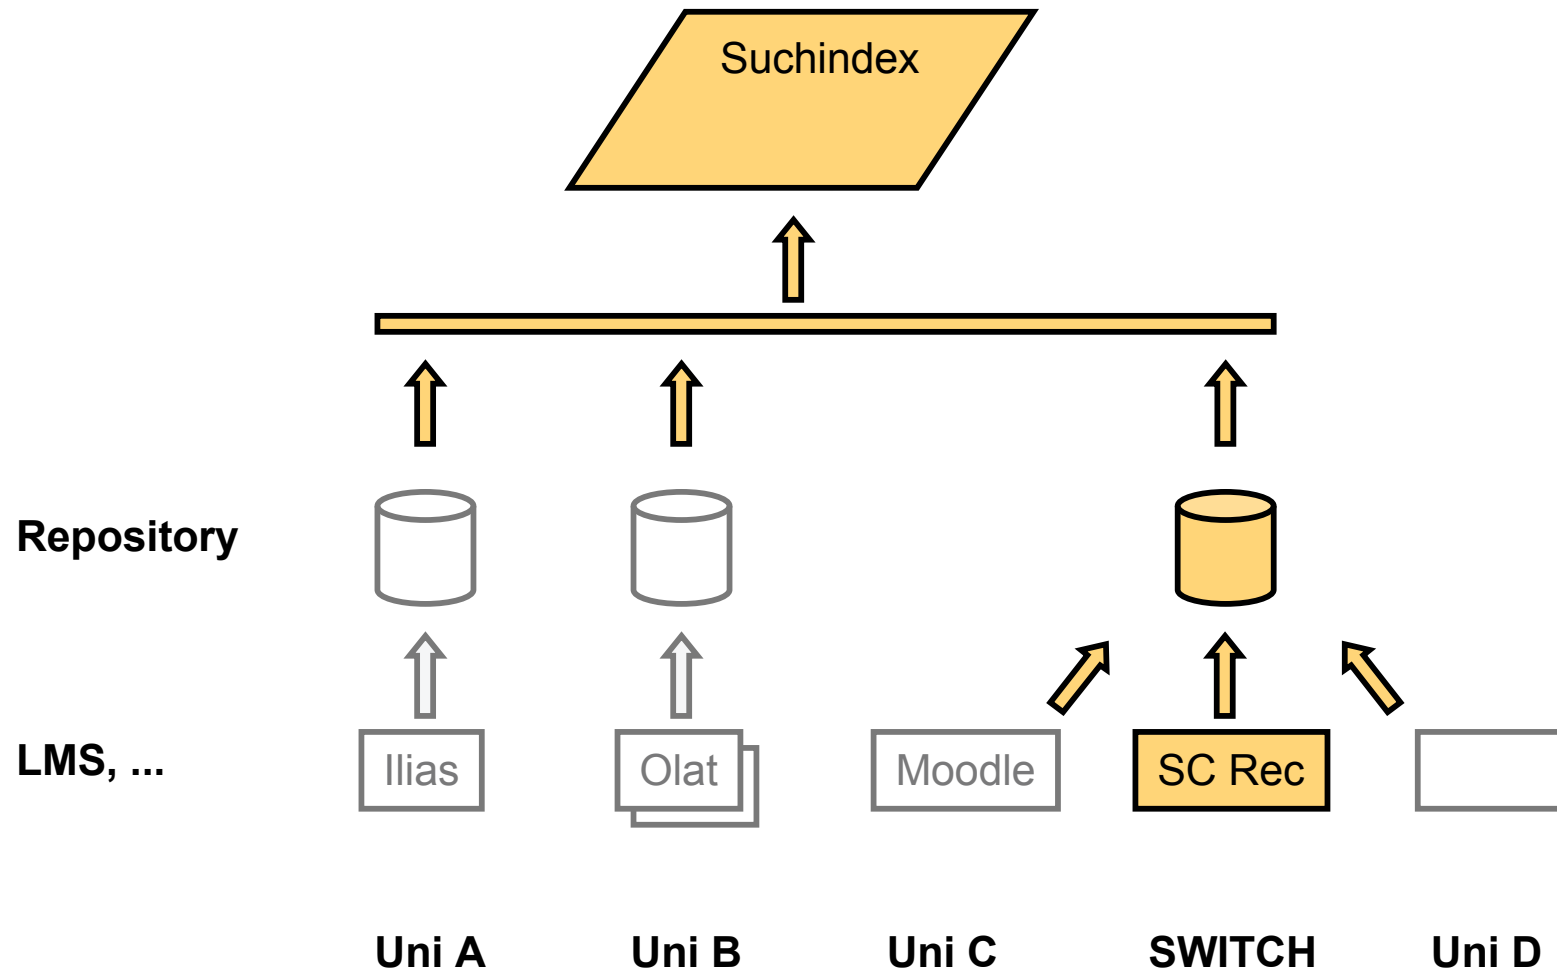 Suchindex
Repository
LMS, ...
Ilias
Olat
Moodle
SC Rec
Uni A
Uni B
Uni C
SWITCH
Uni D